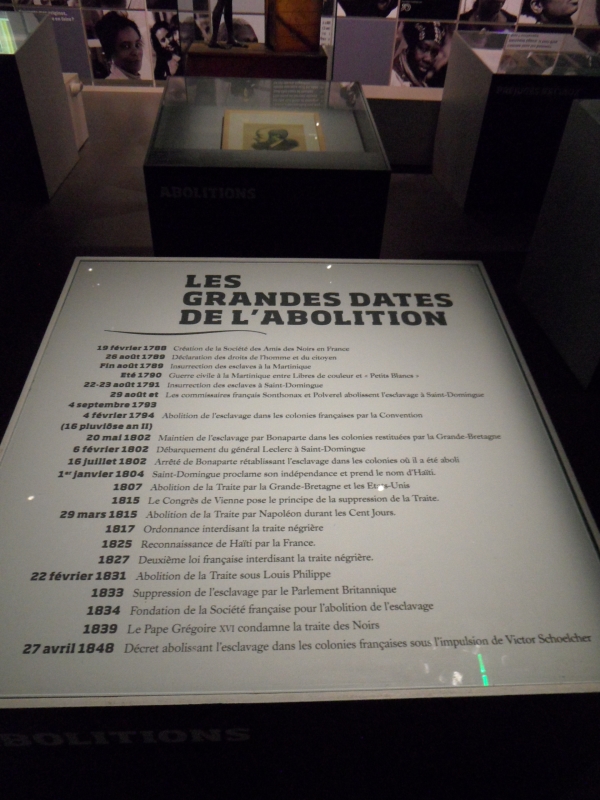 ABOLITIONS
LES
GRANDES DATES
DE L'ABOLITION
19 février 1788 Création de la Société des Amis des Noirs en France
26 août 1789 Déclaration des droits de l'homme et du citoyen
Fin août 1789 Insurrection des esclaves à la Martinique
Eté 1790 Guerre civile à la Martinique entre Libres de couleur et « Petits Blancs »
22-23 août 1791 Insurrection des esclaves à Saint-Domingue
29 août et Les commissaires français Sonthonax et Polverel abolissent l'esclavage à Saint-Domingue
4 septembre 1793
4 février 1794 Abolition de l'esclavage dans les colonies françaises par la Convention
(16 pluviôse an II)
20 mai 1802 Maintien de l'esclavage par Bonaparte dans les colonies restituées par la Grande-Bretagne
6 février 1802 Débarquement du général Leclerc à Saint-Domingue
16 juillet 1802 Arrêté de Bonaparte rétablissant l'esclavage dans les colonies où il a été aboli
1er janvier 1804 Saint-Domingue proclame son indépendance et prend le nom d'Haïti.
1807 Abolition de la Traite par la Grande-Bretagne et les Etats-Unis
1815 Le Congrès de Vienne pose le principe de la suppression de la Traite.
29 mars 1815 Abolition de la Traite par Napoléon durant les Cent Jours.
1817 Ordonnance interdisant la traite négrière
1825 Reconnaissance de Haïti par la France.
1827 Deuxième loi française interdisant la traite négrière.
22 février 1831 Abolition de la Traite sous Louis Philippe
1833 Suppression de l'esclavage par le Parlement Britannique
1834 Fondation de la Société française pour l'abolition de l'esclavage
1839 Le Pape Grégoire XVI condamne la traite des Noirs
27 avril 1848 Décret abolissant l'esclavage dans les colonies françaises sous l'impulsion de Victor Schoelcher
ABOLITIONS